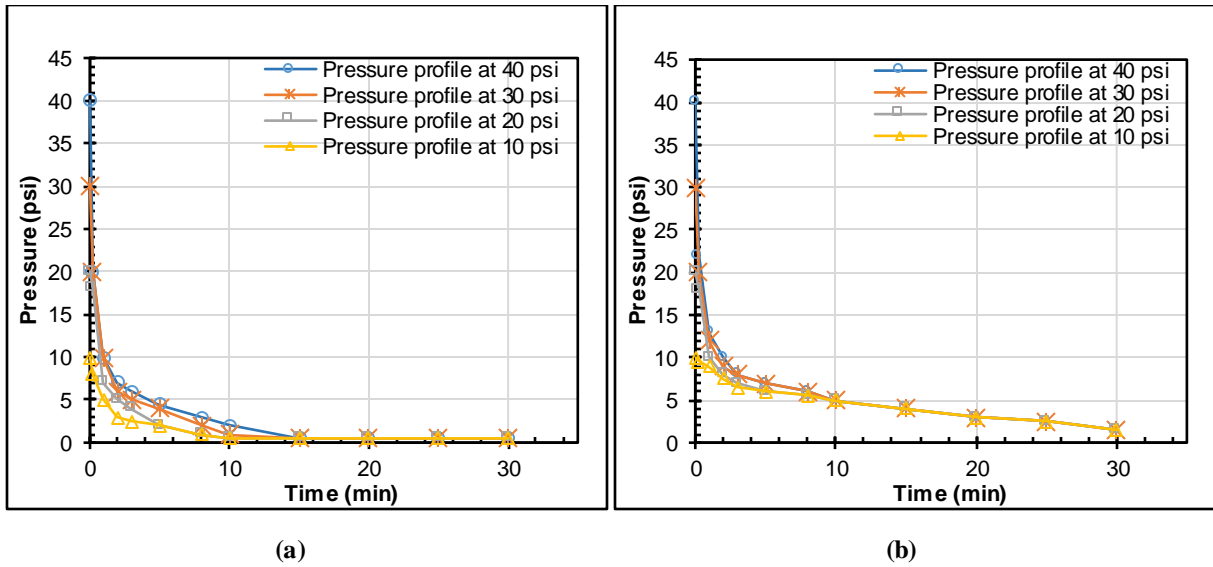 45
40
35
30
25
20
15
10
5
0
Pressure (psi)
Pressure profile at 40 psi
Pressure profile at 30 psi
Pressure profile at 20 psi
Pressure profile at 10 psi
0 10 20 30
Time (min)
(a)
45
40
35
30
25
20
15
10
5
0
Pressure (psi)
Pressure profile at 40 psi
Pressure profile at 30 psi
Pressure profile at 20 psi
Pressure profile at 10 psi
0 10 20 30
Time (min)
(b)